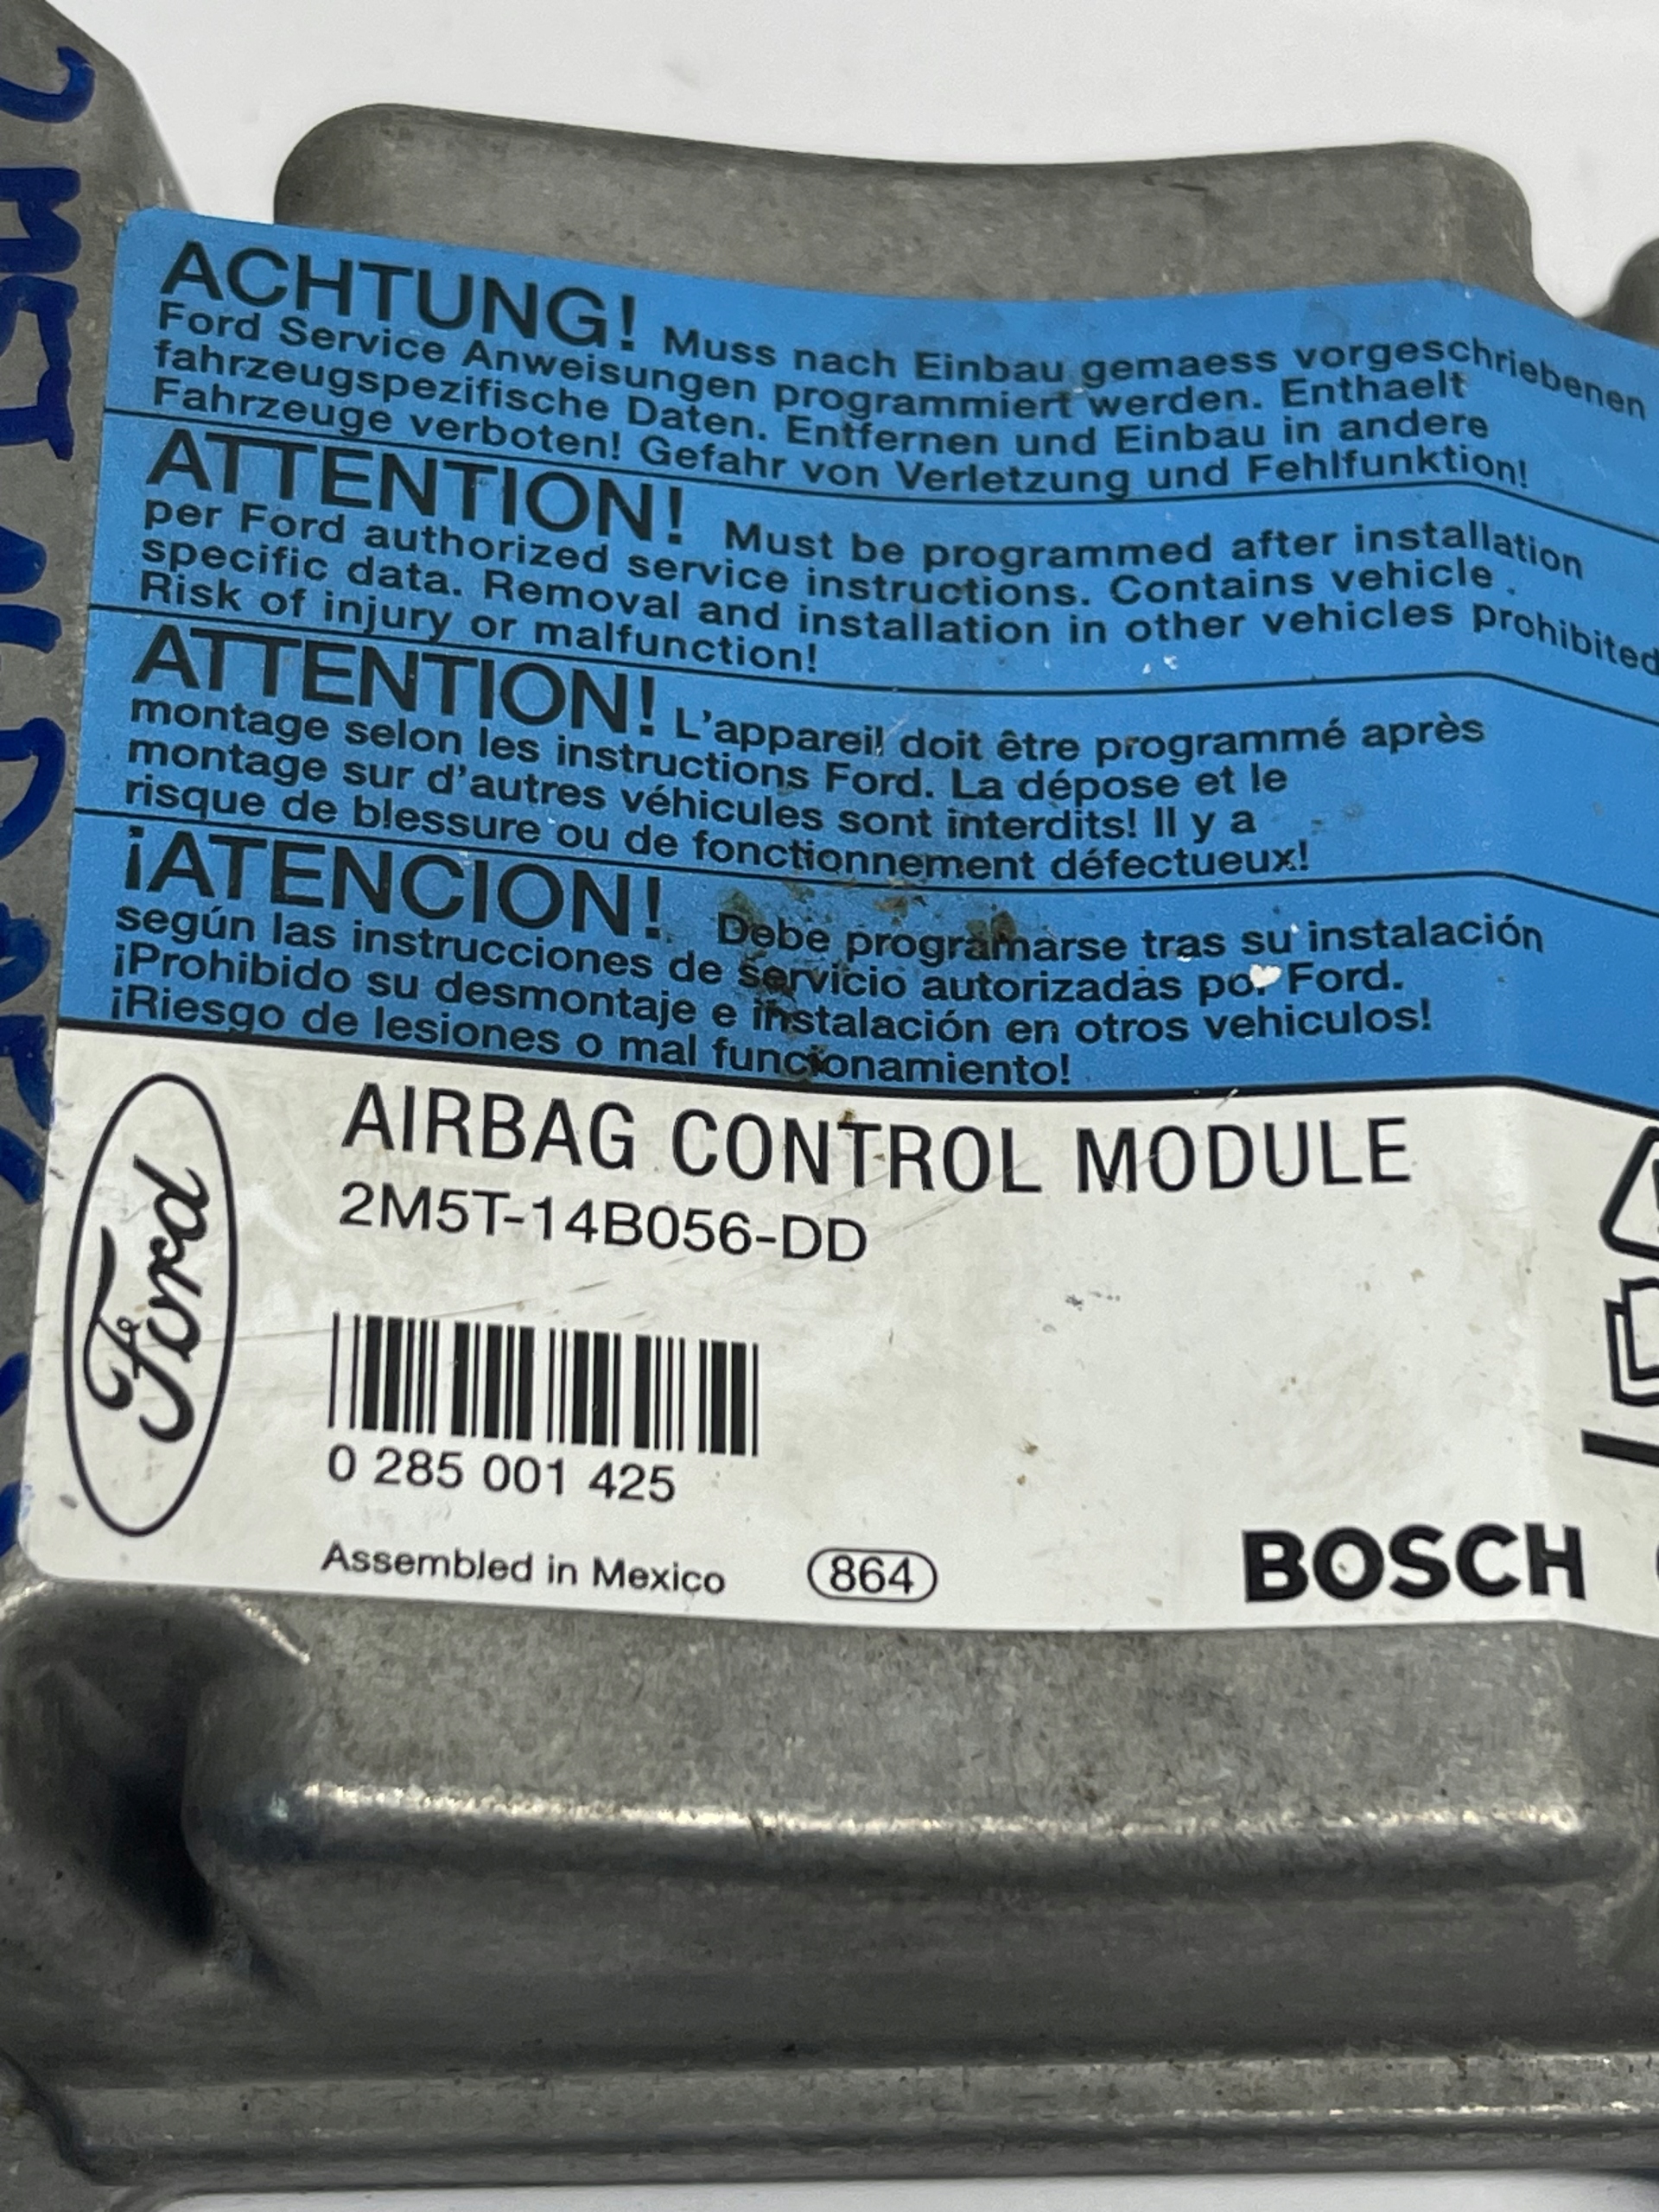 ACHTUNG! Muss nach Einbau gemaess vorgeschriebenen
Ford Service Anweisungen programmiert werden. Enthaelt
fahrzeugspezifische Daten. Entfernen und Einbau in andere
Fahrzeuge verboten! Gefahr von Verletzung und Fehlfunktion!
ATTENTION! Must be programmed after installation
per Ford authorized service instructions. Contains vehicle
specific data. Removal and installation in other vehicles prohibited
Risk of injury or malfunction!
ATTENTION! L'appareil doit être programmé après
montage selon les instructions Ford. La dépose et le
montage sur d'autres véhicules sont interdits! Il y a
risque de blessure ou de fonctionnement défectueux!
¡ATENCION! Debe programarse tras su instalación
según las instrucciones de servicio autorizadas por Ford.
¡Prohibido su desmontaje e instalación en otros vehiculos!
¡Riesgo de lesiones o mal funcionamiento!
Ford
AIRBAG CONTROL MODULE
2M5T-14B056-DD
0 285 001 425
Assembled in Mexico 864
BOSCH